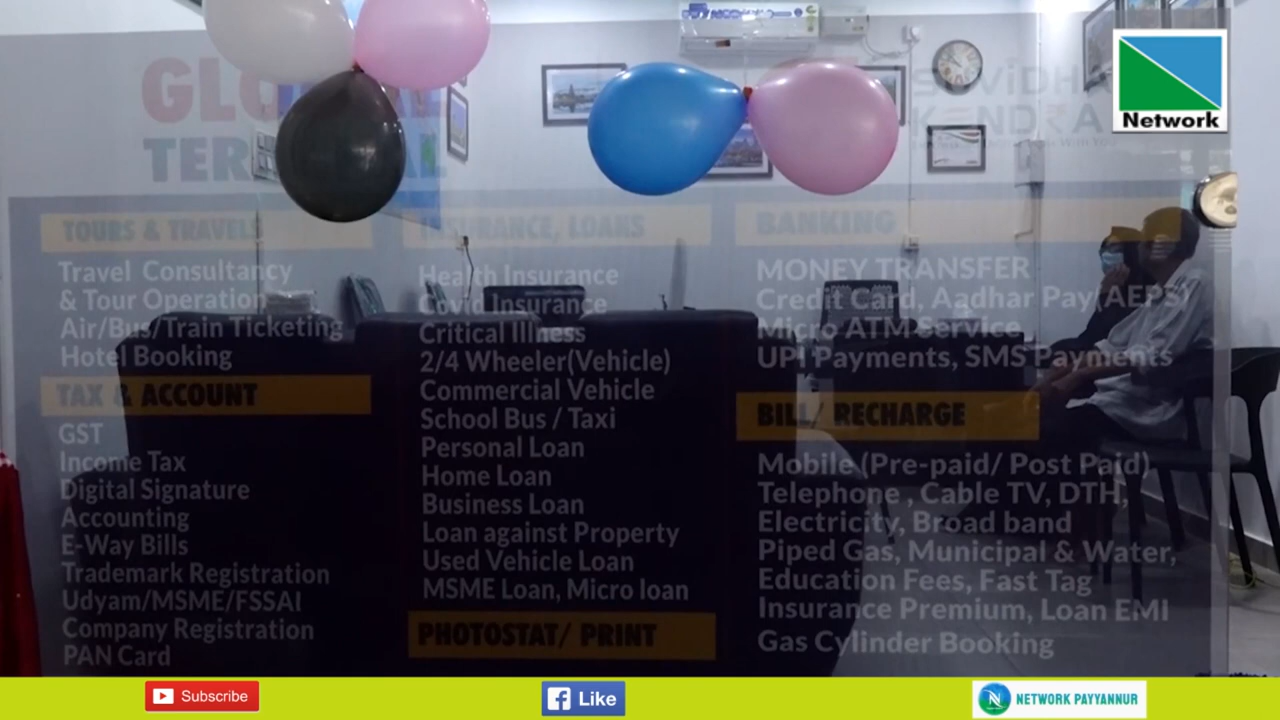 GLOBAL
TERMINAL
SUVIDHA
KENDRA
Network
TOURS & TRAVELS
Travel Consultancy
& Tour Operation
Air/Bus/Train Ticketing
Hotel Booking
TAX & ACCOUNT
GST
Income Tax
Digital Signature
Accounting
E-Way Bills
Trademark Registration
Udyam/MSME/FSSAI
Company Registration
PAN Card
INSURANCE, LOANS
Health Insurance
Covid Insurance
Critical Illness
2/4 Wheeler(Vehicle)
Commercial Vehicle
School Bus / Taxi
Personal Loan
Home Loan
Business Loan
Loan against Property
Used Vehicle Loan
MSME Loan, Micro loan
PHOTOSTAT/ PRINT
BANKING
MONEY TRANSFER
Credit Card, Aadhar Pay(AEPS)
Micro ATM Service
UPI Payments, SMS Payments
BILL/ RECHARGE
Mobile (Pre-paid/ Post Paid)
Telephone , Cable TV, DTH,
Electricity, Broad band
Piped Gas, Municipal & Water,
Education Fees, Fast Tag
Insurance Premium, Loan EMI
Gas Cylinder Booking
Subscribe
Like
NETWORK PAYYANNUR